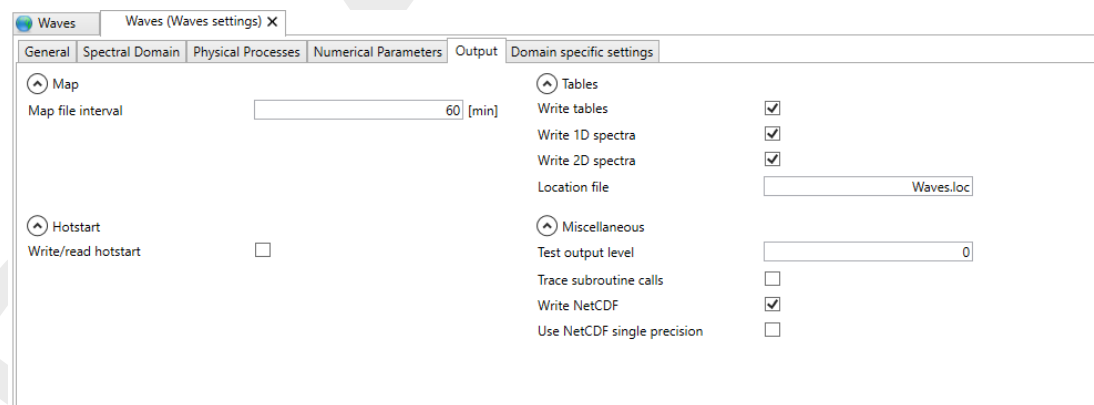 Waves
Waves (Waves settings) X
General Spectral Domain Physical Processes Numerical Parameters Output Domain specific settings
Map
Map file interval 60 [min]
Tables
Write tables
Write 1D spectra
Write 2D spectra
Location file Waves.loc
Hotstart
Write/read hotstart
Miscellaneous
Test output level 0
Trace subroutine calls
Write NetCDF
Use NetCDF single precision